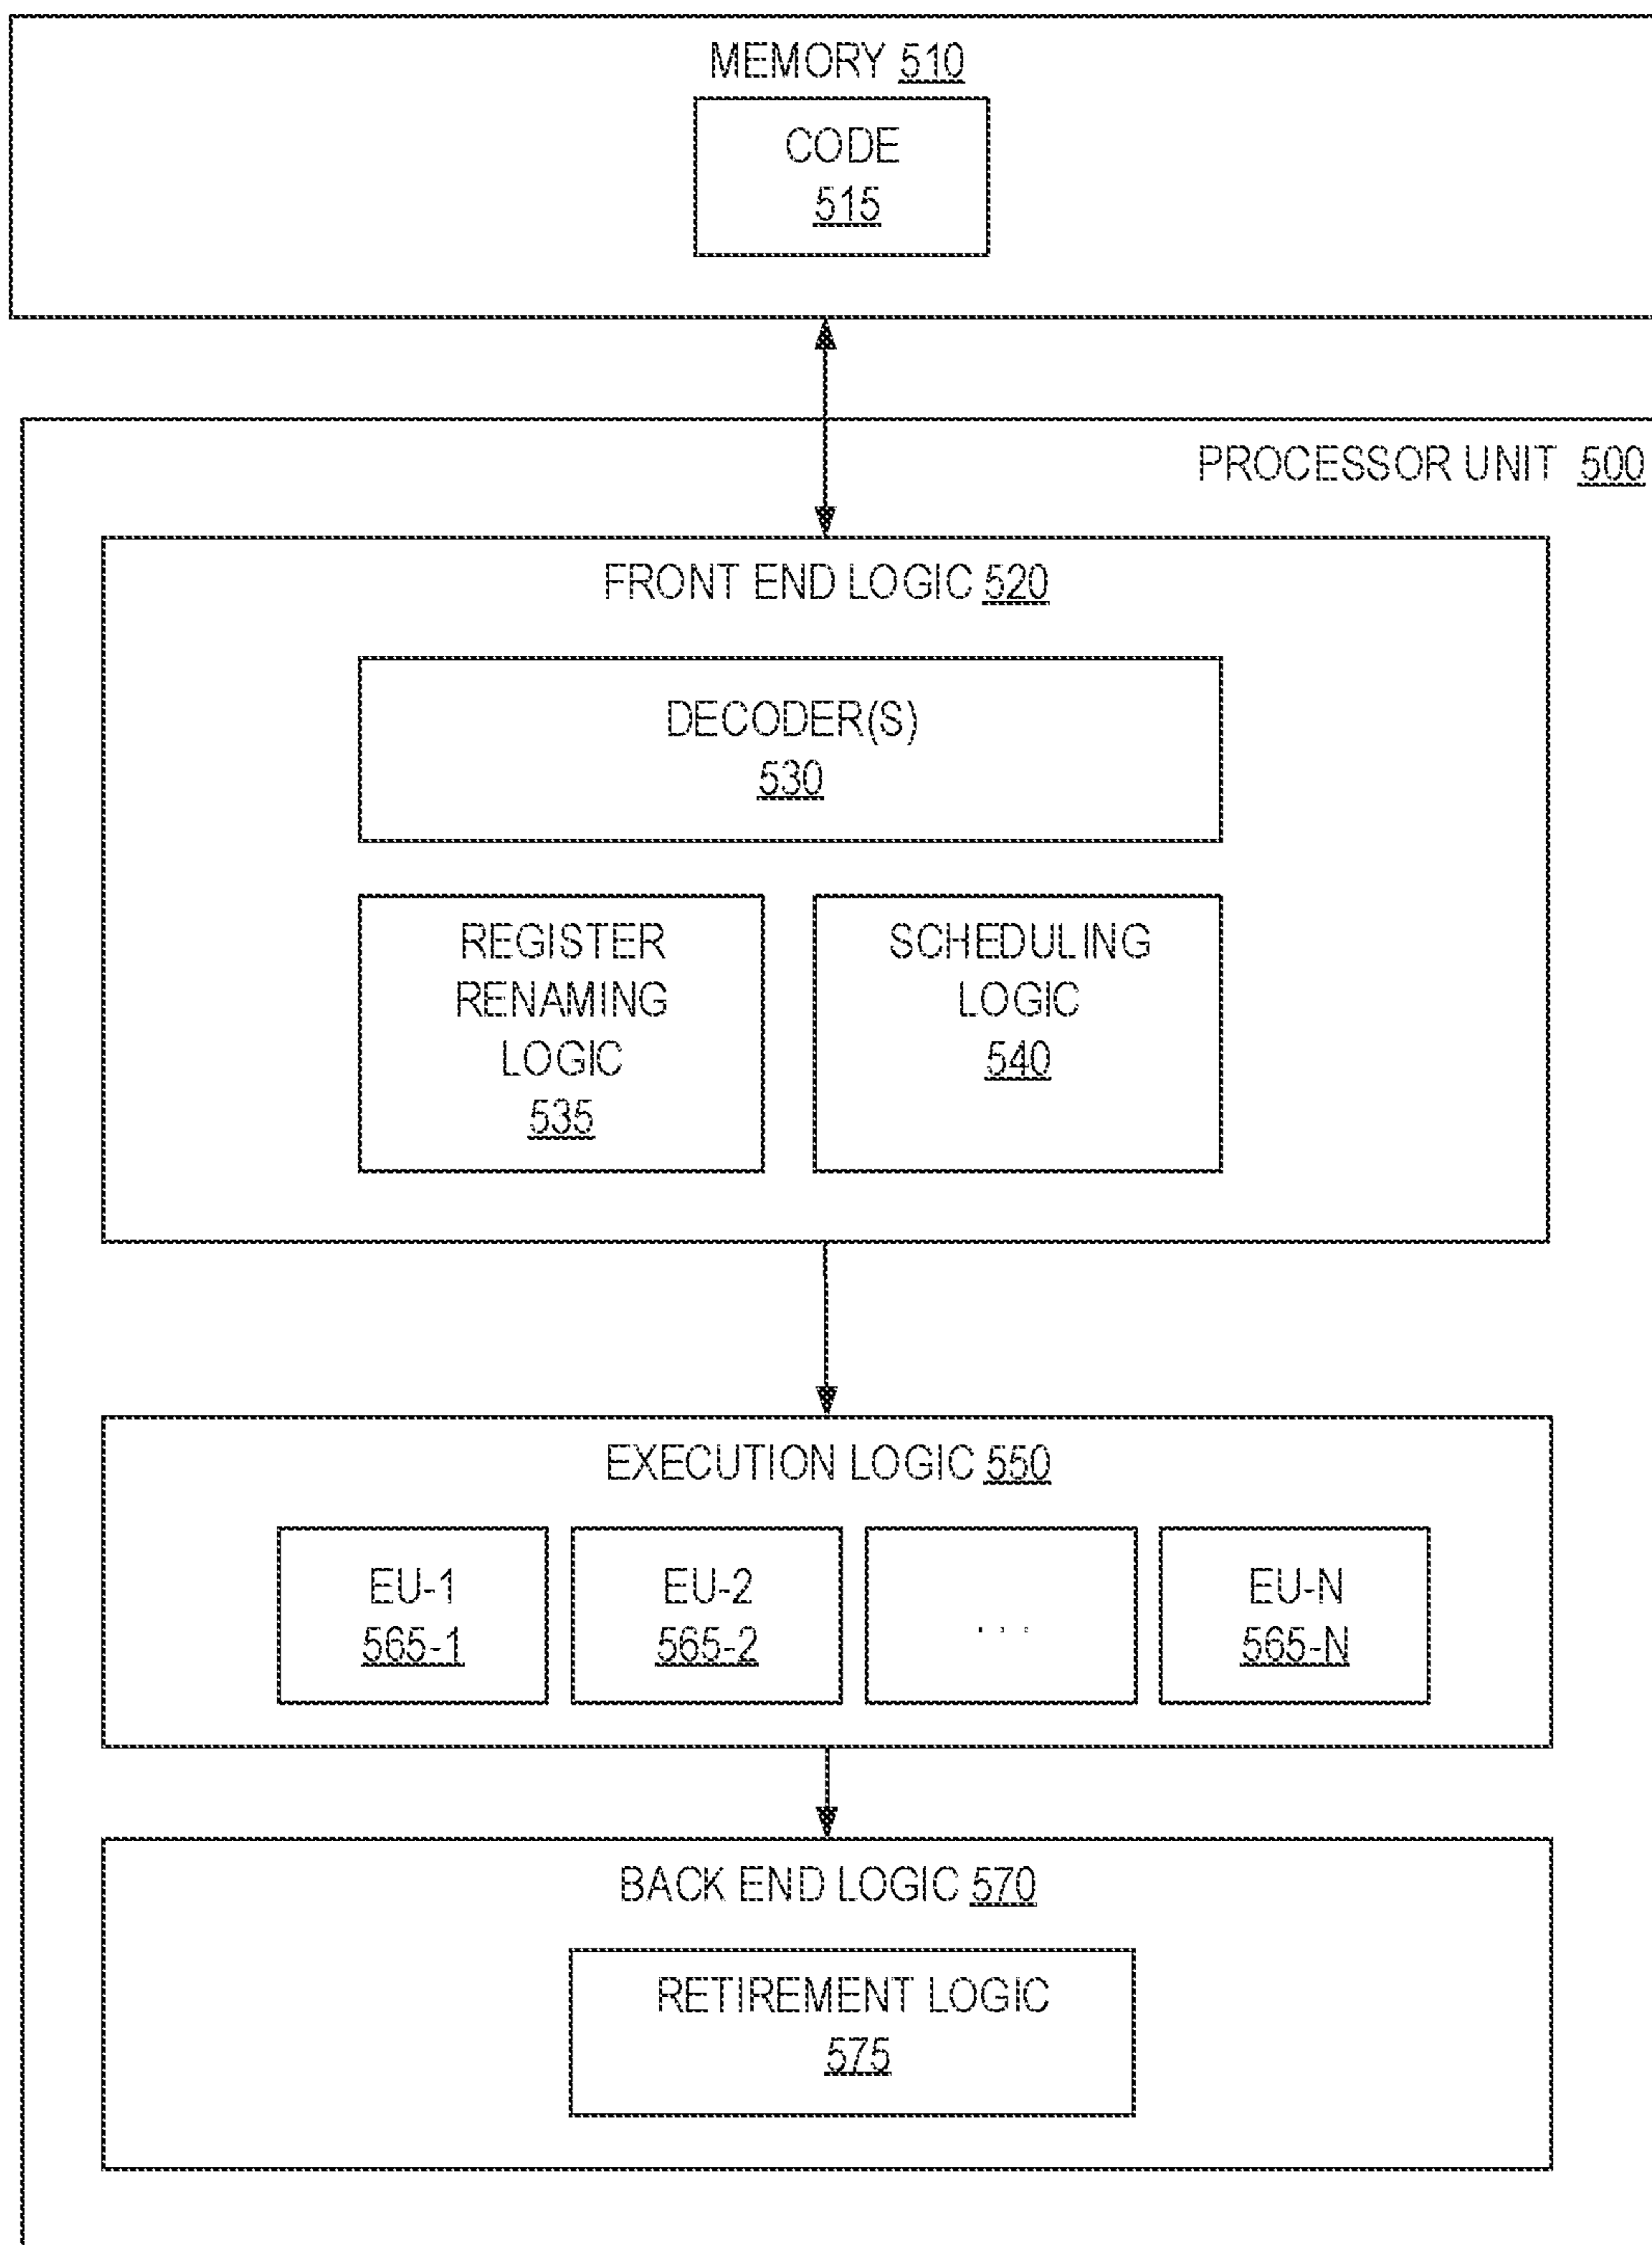 MEMORY 510
CODE
515
PROCESSOR UNIT 500
FRONT END LOGIC 520
DECODER(S)
530
REGISTER
RENAMING
LOGIC
535
SCHEDULING
LOGIC
540
EXECUTION LOGIC 550
EU-1
565-1
EU-2
565-2
. . .
EU-N
565-N
BACK END LOGIC 570
RETIREMENT LOGIC
575